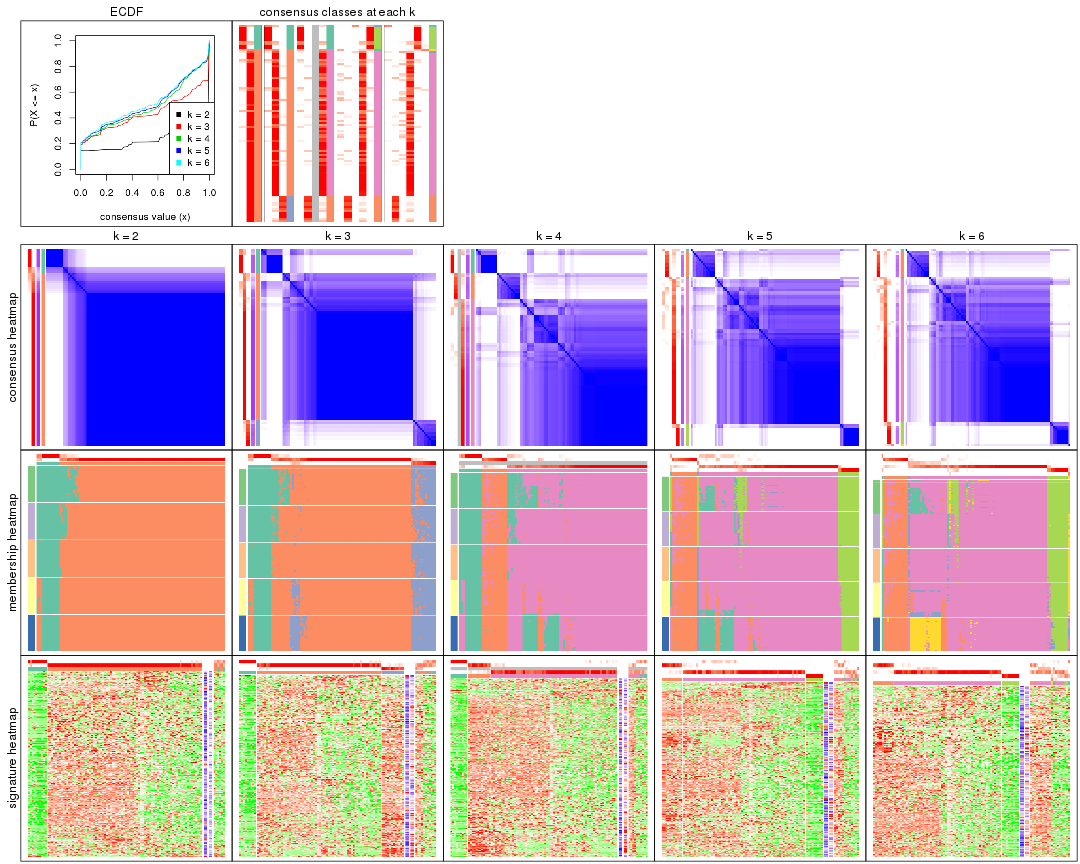 ECDF
consensus classes at each k
P(X <= x)
1.0
0.8
0.6
0.4
0.2
0.0
k = 2
k = 3
k = 4
k = 5
k = 6
0.0 0.2 0.4 0.6 0.8 1.0
consensus value (x)
k = 2 k = 3 k = 4 k = 5 k = 6
consensus heatmap
membership heatmap
signature heatmap